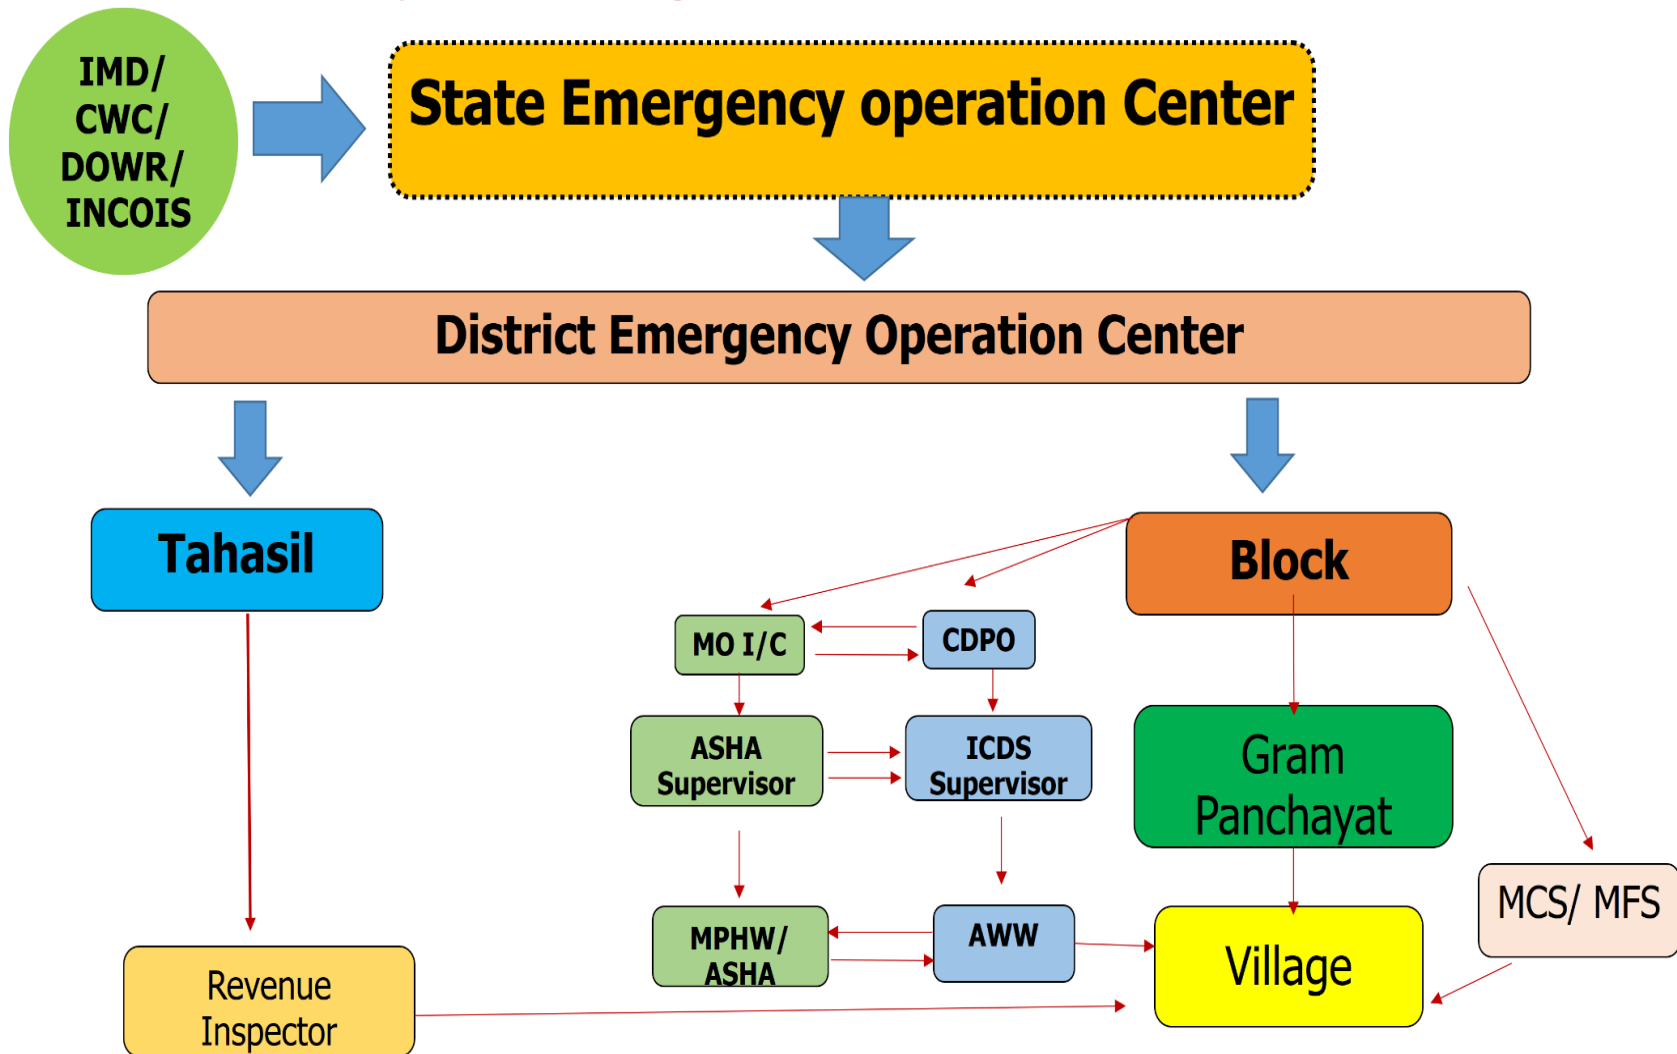 IMD/
CWC/
DOWR/
INCOIS
State Emergency operation Center
District Emergency Operation Center
Tahasil
Block
MO I/C
CDPO
ASHA
Supervisor
ICDS
Supervisor
Gram
Panchayat
MCS/ MFS
MPHW/
ASHA
AWW
Village
Revenue
Inspector